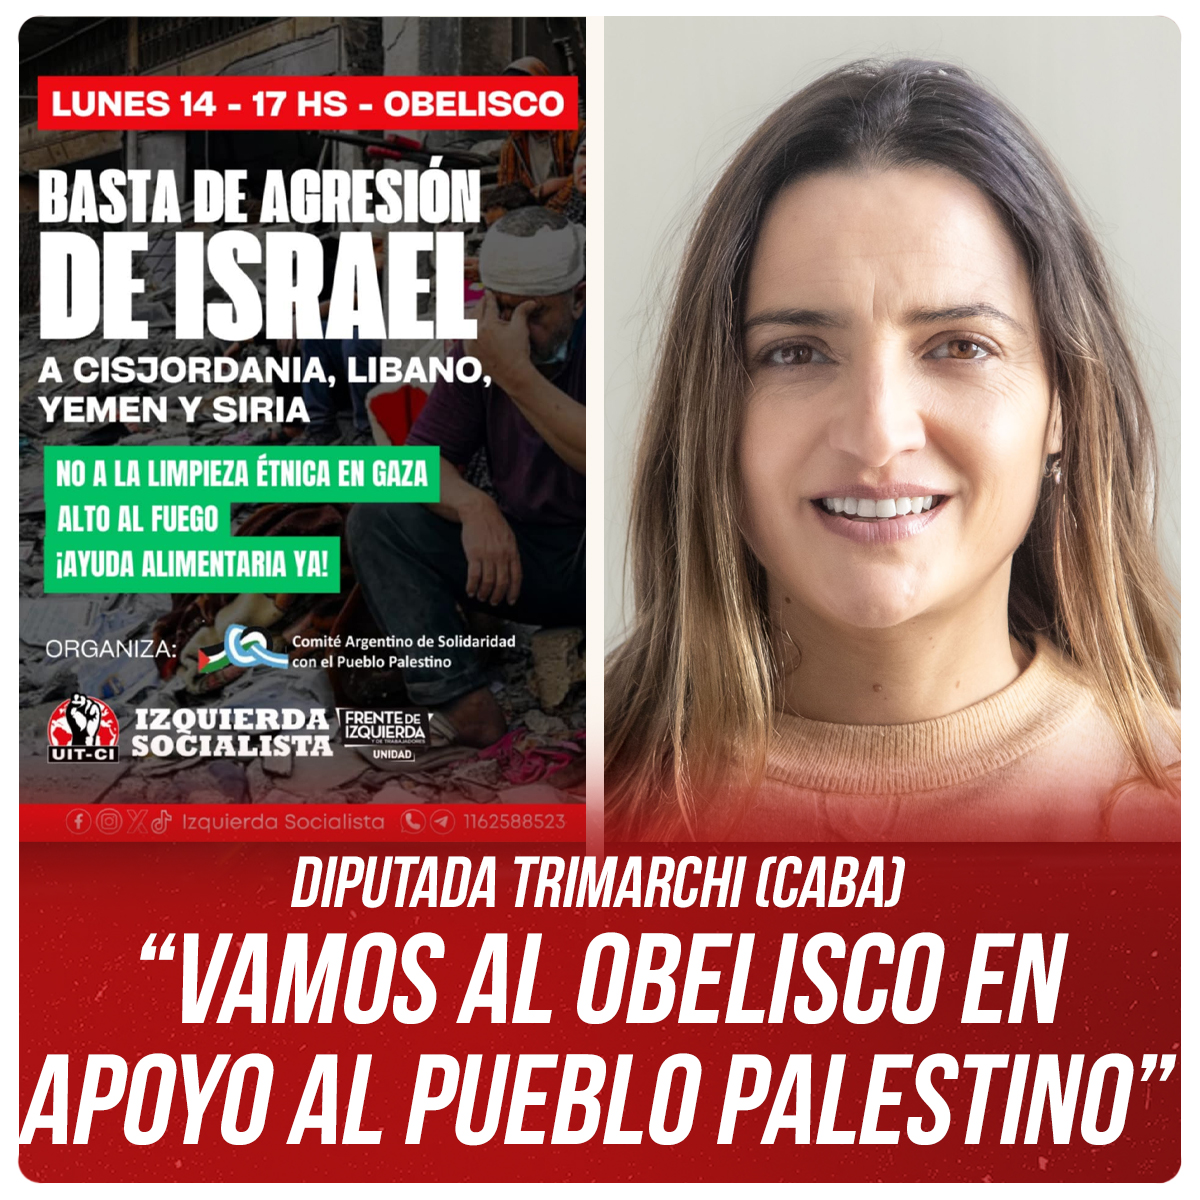 LUNES 14 - 17 HS - OBELISCO
BASTA DE AGRESIÓN
DE ISRAEL
A CISJORDANIA, LIBANO,
YEMEN Y SIRIA
NO A LA LIMPIEZA ÉTNICA EN GAZA
ALTO AL FUEGO
¡AYUDA ALIMENTARIA YA!
ORGANIZA:
Comité Argentino de Solidaridad
con el Pueblo Palestino
UIT-CI
IZQUIERDA
SOCIALISTA
FRENTE DE
IZQUIERDA
Y DE TRABAJADORES
UNIDAD
Izquierda Socialista 1162588523
DIPUTADA TRIMARCHI (CABA)
“VAMOS AL OBELISCO EN
APOYO AL PUEBLO PALESTINO”